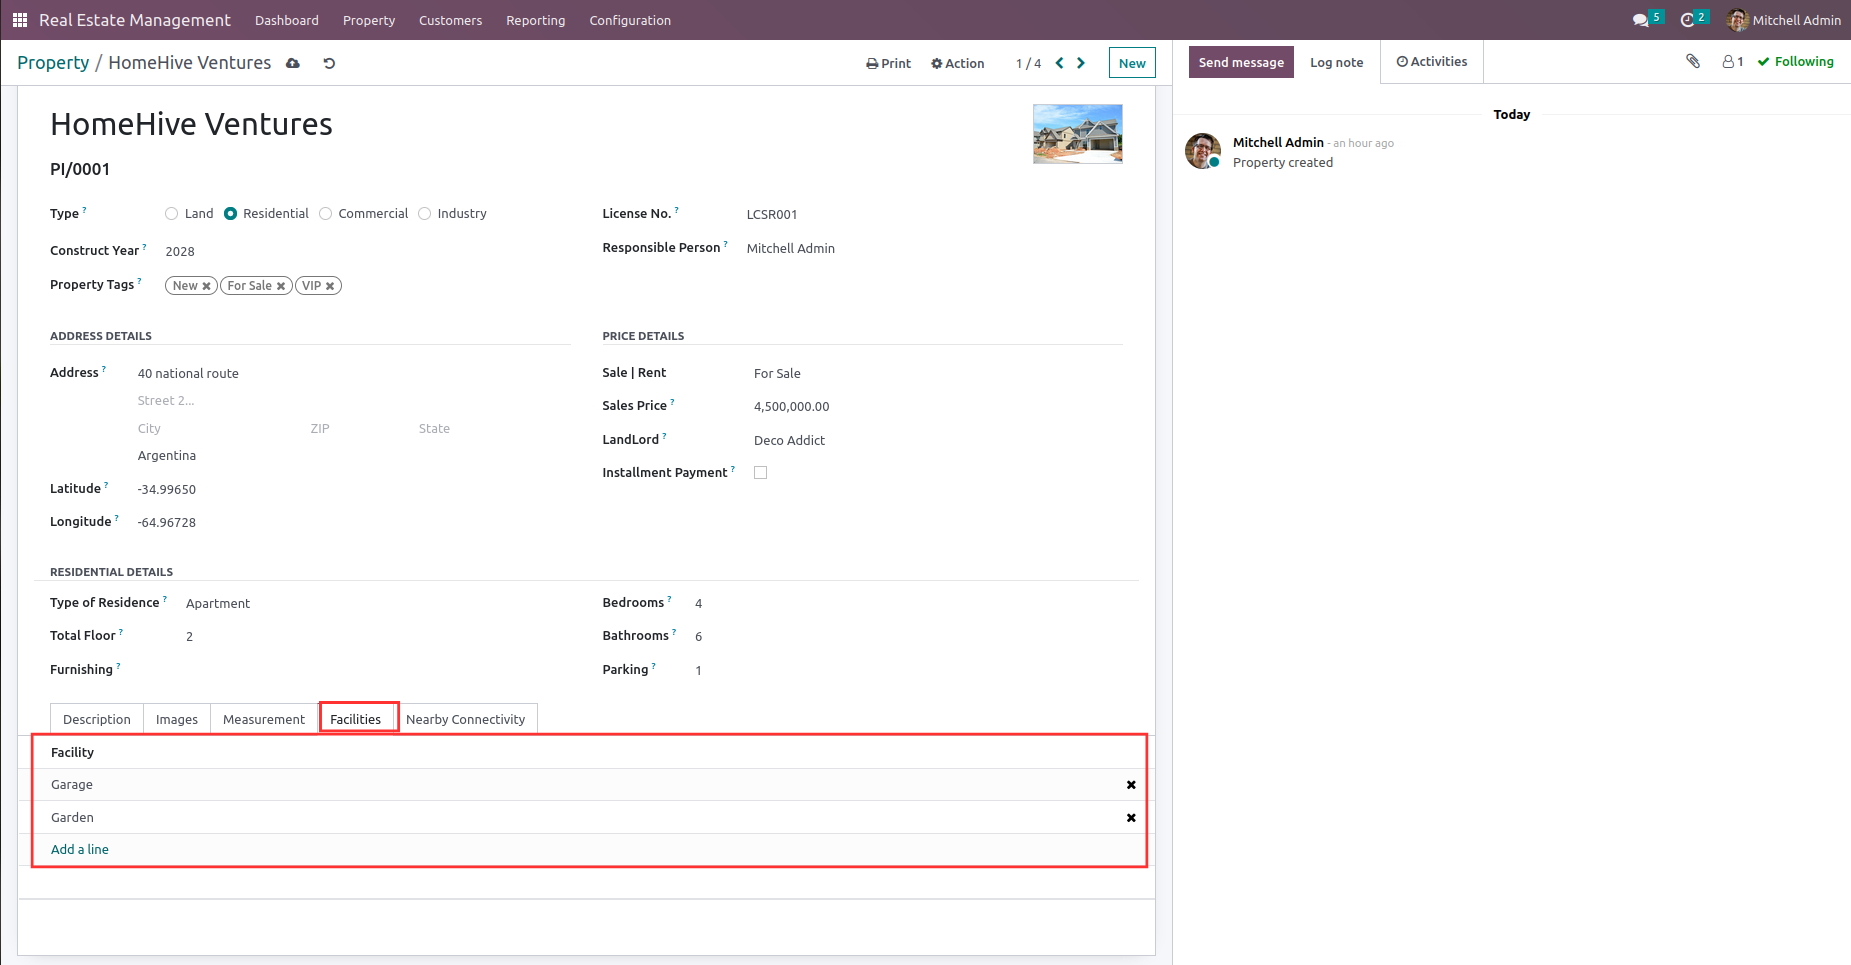 Real Estate Management Dashboard Property Customers Reporting Configuration 5 2 Mitchell Admin
Property / HomeHive Ventures Print Action 1 / 4 New
Send message Log note Activities 1 Following
HomeHive Ventures
PI/0001
Type ? Land Residential Commercial Industry
Construct Year ? 2028
Property Tags ? New For Sale VIP
License No. ? LCSR001
Responsible Person ? Mitchell Admin
ADDRESS DETAILS
Address ? 40 national route
Street 2...
City ZIP State
Argentina
Latitude ? -34.99650
Longitude ? -64.96728
PRICE DETAILS
Sale | Rent For Sale
Sales Price ? 4,500,000.00
LandLord ? Deco Addict
Installment Payment ?
RESIDENTIAL DETAILS
Type of Residence ? Apartment
Total Floor ? 2
Furnishing ?
Bedrooms ? 4
Bathrooms ? 6
Parking ? 1
Description Images Measurement Facilities Nearby Connectivity
Facility
Garage
Garden
Add a line
Today
Mitchell Admin - an hour ago
Property created